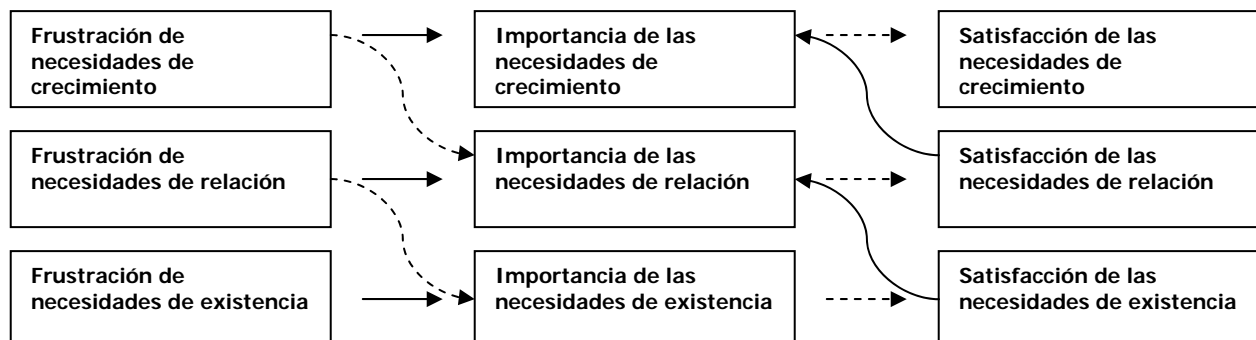 Frustración de
necesidades de
crecimiento
Importancia de las
necesidades de
crecimiento
Satisfacción de las
necesidades de
crecimiento
Frustración de
necesidades de relación
Importancia de las
necesidades de relación
Satisfacción de las
necesidades de relación
Frustración de
necesidades de existencia
Importancia de las
necesidades de existencia
Satisfacción de las
necesidades de existencia